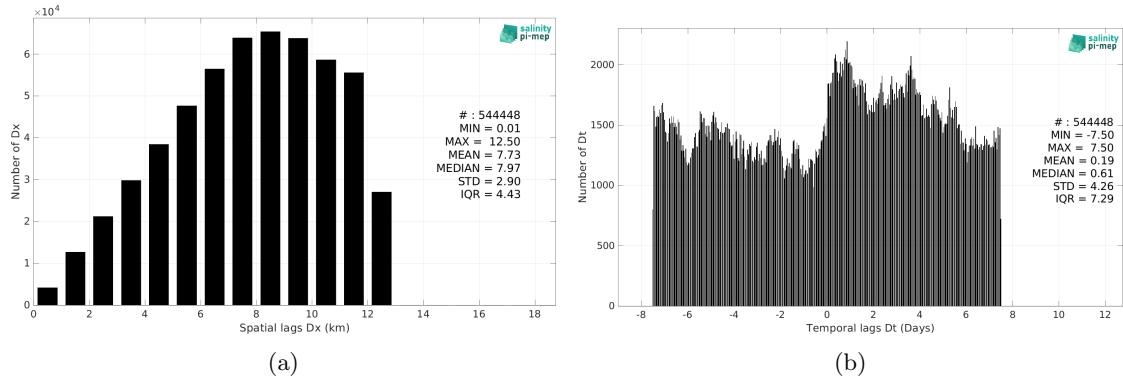 ×10⁴
salinity
pi-mep
6
5
4
3
2
1
0
Number of Dx
# : 544448
MIN = 0.01
MAX = 12.50
MEAN = 7.73
MEDIAN = 7.97
STD = 2.90
IQR = 4.43
0 2 4 6 8 10 12 14 16 18
Spatial lags Dx (km)
(a)
salinity
pi-mep
2000
1500
1000
500
0
Number of Dt
# : 544448
MIN = -7.50
MAX = 7.50
MEAN = 0.19
MEDIAN = 0.61
STD = 4.26
IQR = 7.29
-8 -6 -4 -2 0 2 4 6 8 10 12
Temporal lags Dt (Days)
(b)